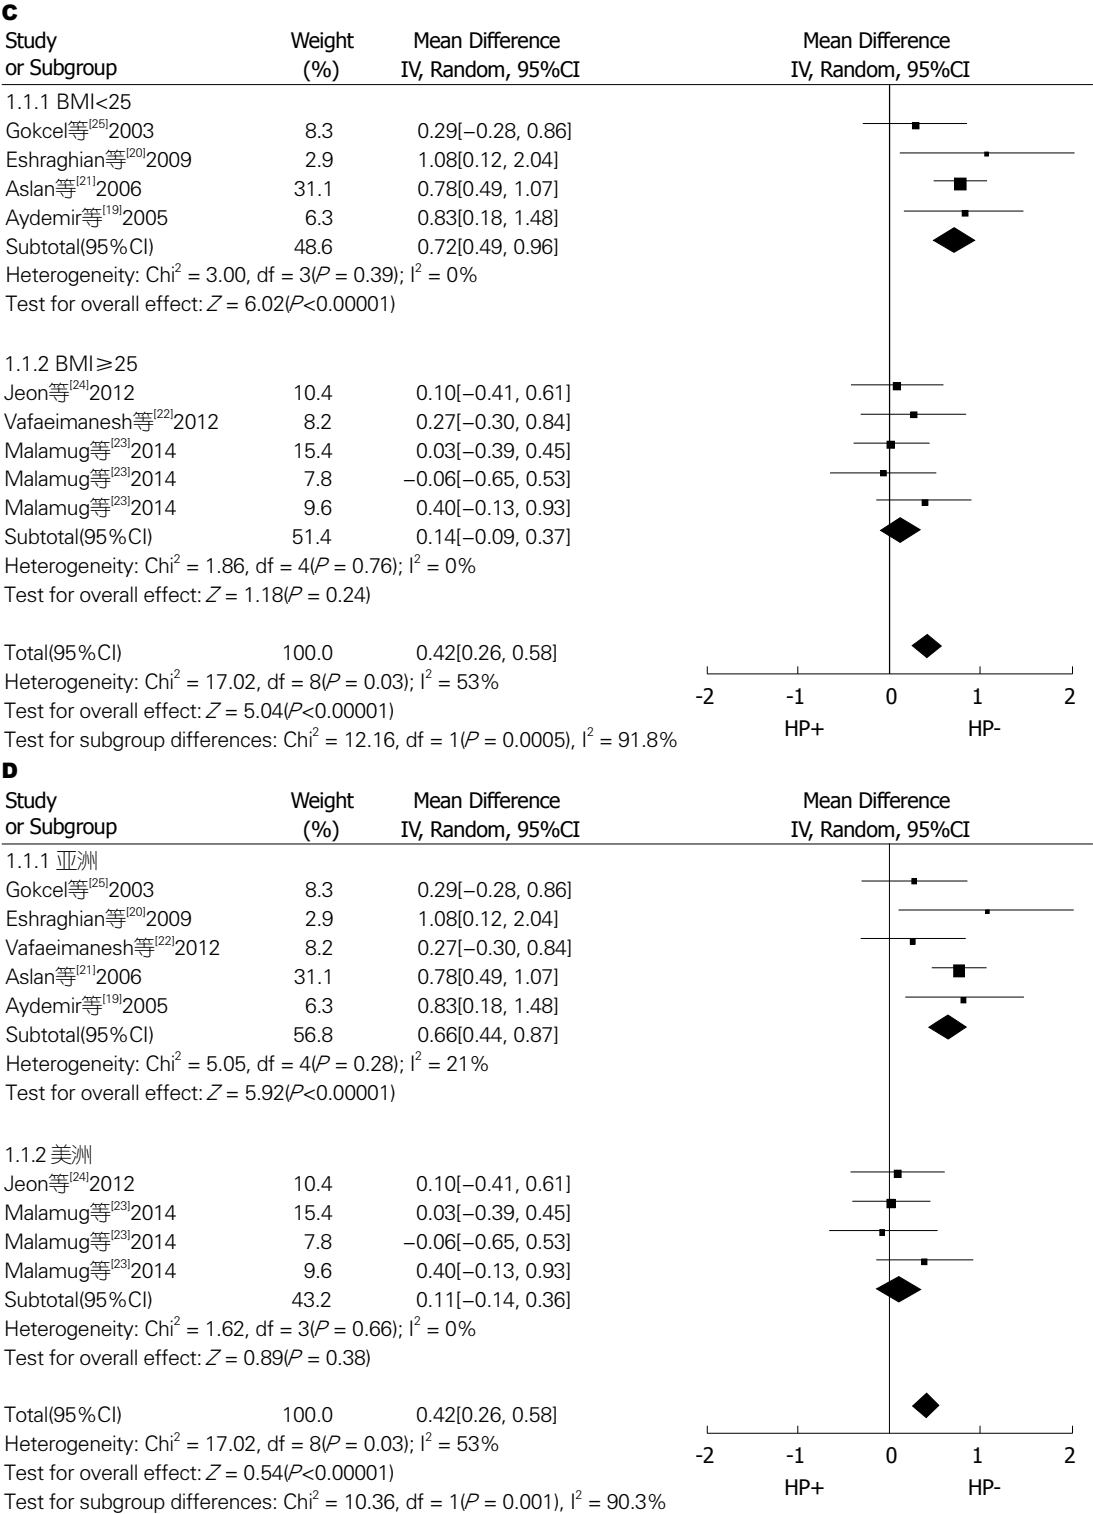 C
Study Weight Mean Difference Mean Difference
or Subgroup (%) IV, Random, 95%CI IV, Random, 95%CI
1.1.1 BMI<25
Gokcel等[25]2003 8.3 0.29[−0.28, 0.86]
Eshraghian等[20]2009 2.9 1.08[0.12, 2.04]
Aslan等[21]2006 31.1 0.78[0.49, 1.07]
Aydemir等[19]2005 6.3 0.83[0.18, 1.48]
Subtotal(95%CI) 48.6 0.72[0.49, 0.96]
Heterogeneity: Chi2 = 3.00, df = 3(P = 0.39); I2 = 0%
Test for overall effect: Z = 6.02(P<0.00001)
1.1.2 BMI≥25
Jeon等[24]2012 10.4 0.10[−0.41, 0.61]
Vafaeimanesh等[22]2012 8.2 0.27[−0.30, 0.84]
Malamug等[23]2014 15.4 0.03[−0.39, 0.45]
Malamug等[23]2014 7.8 −0.06[−0.65, 0.53]
Malamug等[23]2014 9.6 0.40[−0.13, 0.93]
Subtotal(95%CI) 51.4 0.14[−0.09, 0.37]
Heterogeneity: Chi2 = 1.86, df = 4(P = 0.76); I2 = 0%
Test for overall effect: Z = 1.18(P = 0.24)
Total(95%CI) 100.0 0.42[0.26, 0.58]
Heterogeneity: Chi2 = 17.02, df = 8(P = 0.03); I2 = 53%
-2 -1 0 1 2
Test for overall effect: Z = 5.04(P<0.00001)
HP+ HP-
Test for subgroup differences: Chi2 = 12.16, df = 1(P = 0.0005), I2 = 91.8%
D
Study Weight Mean Difference Mean Difference
or Subgroup (%) IV, Random, 95%CI IV, Random, 95%CI
1.1.1 亚洲
Gokcel等[25]2003 8.3 0.29[−0.28, 0.86]
Eshraghian等[20]2009 2.9 1.08[0.12, 2.04]
Vafaeimanesh等[22]2012 8.2 0.27[−0.30, 0.84]
Aslan等[21]2006 31.1 0.78[0.49, 1.07]
Aydemir等[19]2005 6.3 0.83[0.18, 1.48]
Subtotal(95%CI) 56.8 0.66[0.44, 0.87]
Heterogeneity: Chi2 = 5.05, df = 4(P = 0.28); I2 = 21%
Test for overall effect: Z = 5.92(P<0.00001)
1.1.2 美洲
Jeon等[24]2012 10.4 0.10[−0.41, 0.61]
Malamug等[23]2014 15.4 0.03[−0.39, 0.45]
Malamug等[23]2014 7.8 −0.06[−0.65, 0.53]
Malamug等[23]2014 9.6 0.40[−0.13, 0.93]
Subtotal(95%CI) 43.2 0.11[−0.14, 0.36]
Heterogeneity: Chi2 = 1.62, df = 3(P = 0.66); I2 = 0%
Test for overall effect: Z = 0.89(P = 0.38)
Total(95%CI) 100.0 0.42[0.26, 0.58]
Heterogeneity: Chi2 = 17.02, df = 8(P = 0.03); I2 = 53%
-2 -1 0 1 2
Test for overall effect: Z = 0.54(P<0.00001)
HP+ HP-
Test for subgroup differences: Chi2 = 10.36, df = 1(P = 0.001), I2 = 90.3%